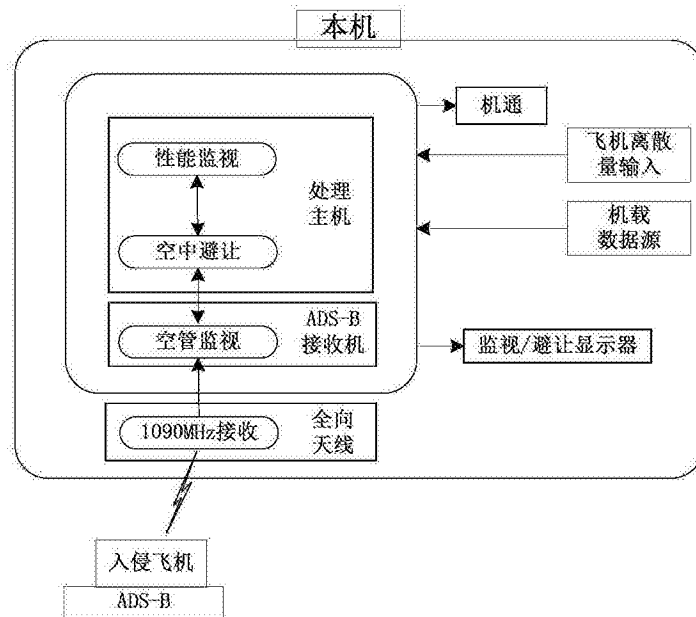 本机
机通
性能监视
处理
主机
飞机离散
量输入
机载
数据源
空中避让
ADS-B
接收机
空管监视
监视/避让显示器
1090MHz接收
全向
天线
入侵飞机
ADS-B